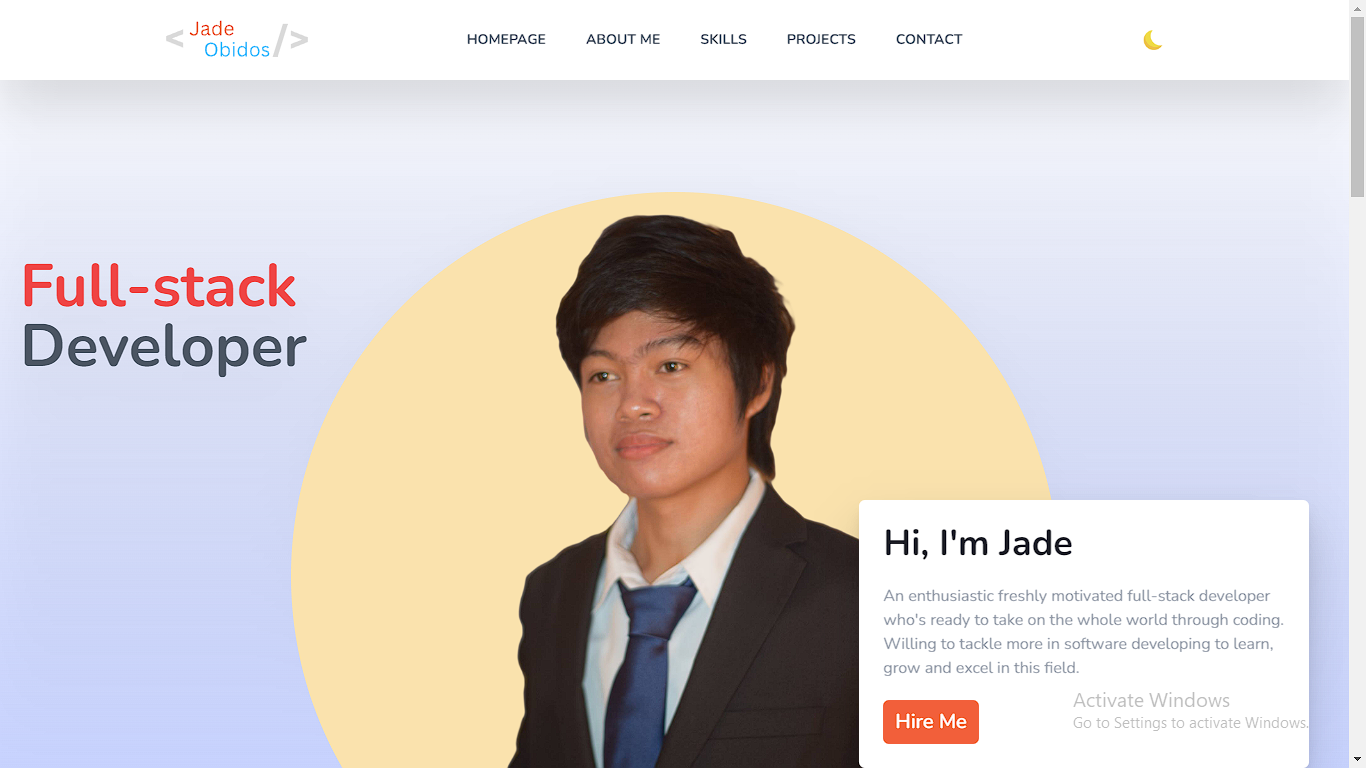 < Jade
Obidos />
HOMEPAGE ABOUT ME SKILLS PROJECTS CONTACT
Full-stack
Developer
Hi, I'm Jade
An enthusiastic freshly motivated full-stack developer
who's ready to take on the whole world through coding.
Willing to tackle more in software developing to learn,
grow and excel in this field.
Hire Me
Activate Windows
Go to Settings to activate Windows.